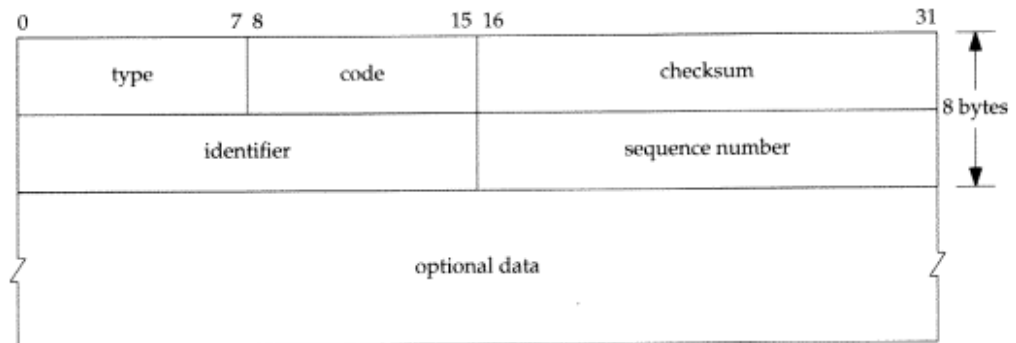 0 7 8 15 16 31
type code checksum
8 bytes
identifier sequence number
optional data